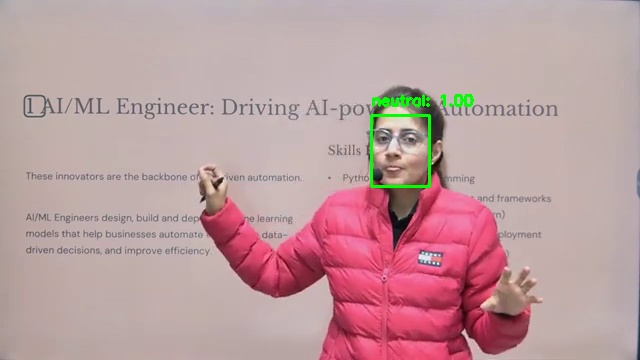 neutral: 1.00
1 AI/ML Engineer: Driving AI-po Automation
Skills
These innovators are the backbone of driven automation.
• Pyth mming
and frameworks
AI/ML Engineers design, build and dep ne learning
models that help businesses automate data-
ployment
driven decisions, and improve efficiency.
TOMMY